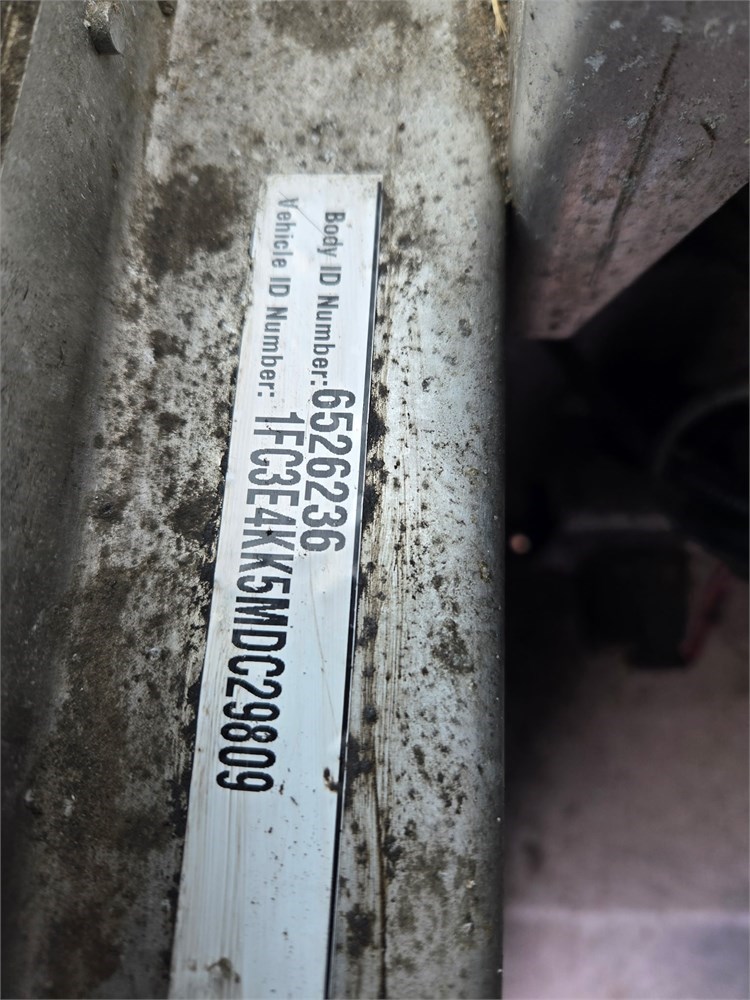 Body ID Number: 6526236
Vehicle ID Number: 1FC3E4KK5MDC29809